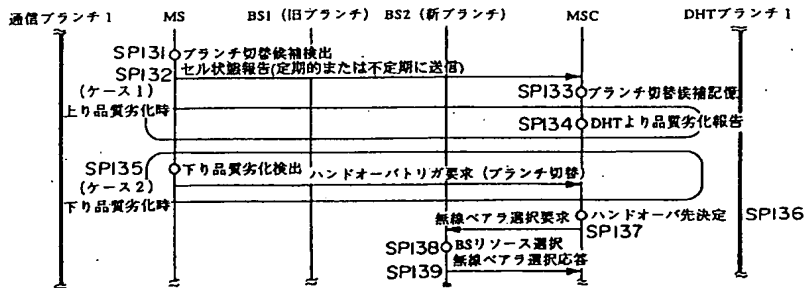 通信ブランチ1 MS BS1(旧ブランチ) BS2(新ブランチ) MSC DHTブランチ1
SP131 ブランチ切替候補検出
SP132 セル状態報告(定期的または不定期に送信)
(ケース1)
SP133 ブランチ切替候補記憶
上り品質劣化時
SP134 DHTより品質劣化報告
SP135 下り品質劣化検出
ハンドオーバトリガ要求(ブランチ切替)
(ケース2)
下り品質劣化時
無線ベアラ選択要求 ハンドオーバ先決定 SP136
SP137
SP138 BSリソース選択
無線ベアラ選択応答
SP139